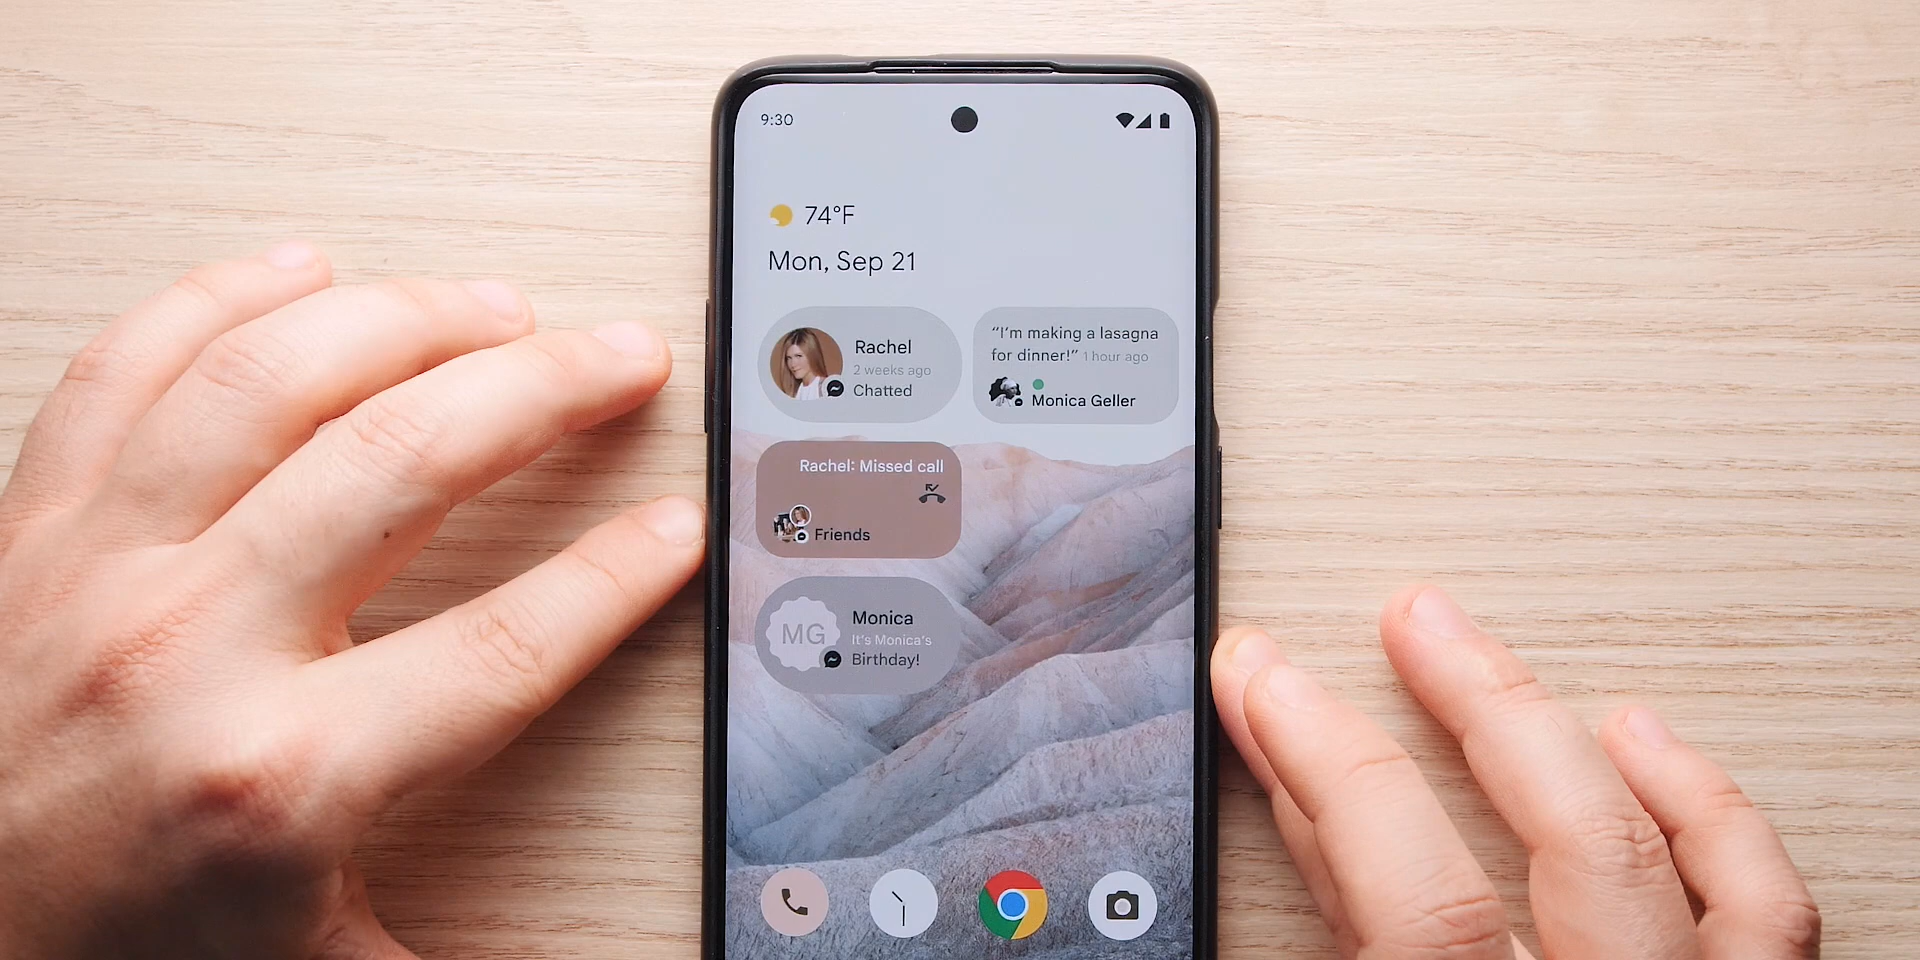 9:30
74°F
Mon, Sep 21
Rachel
2 weeks ago
Chatted
“I’m making a lasagna
for dinner!” 1 hour ago
Monica Geller
Rachel: Missed call
Friends
MG
Monica
It's Monica's
Birthday!